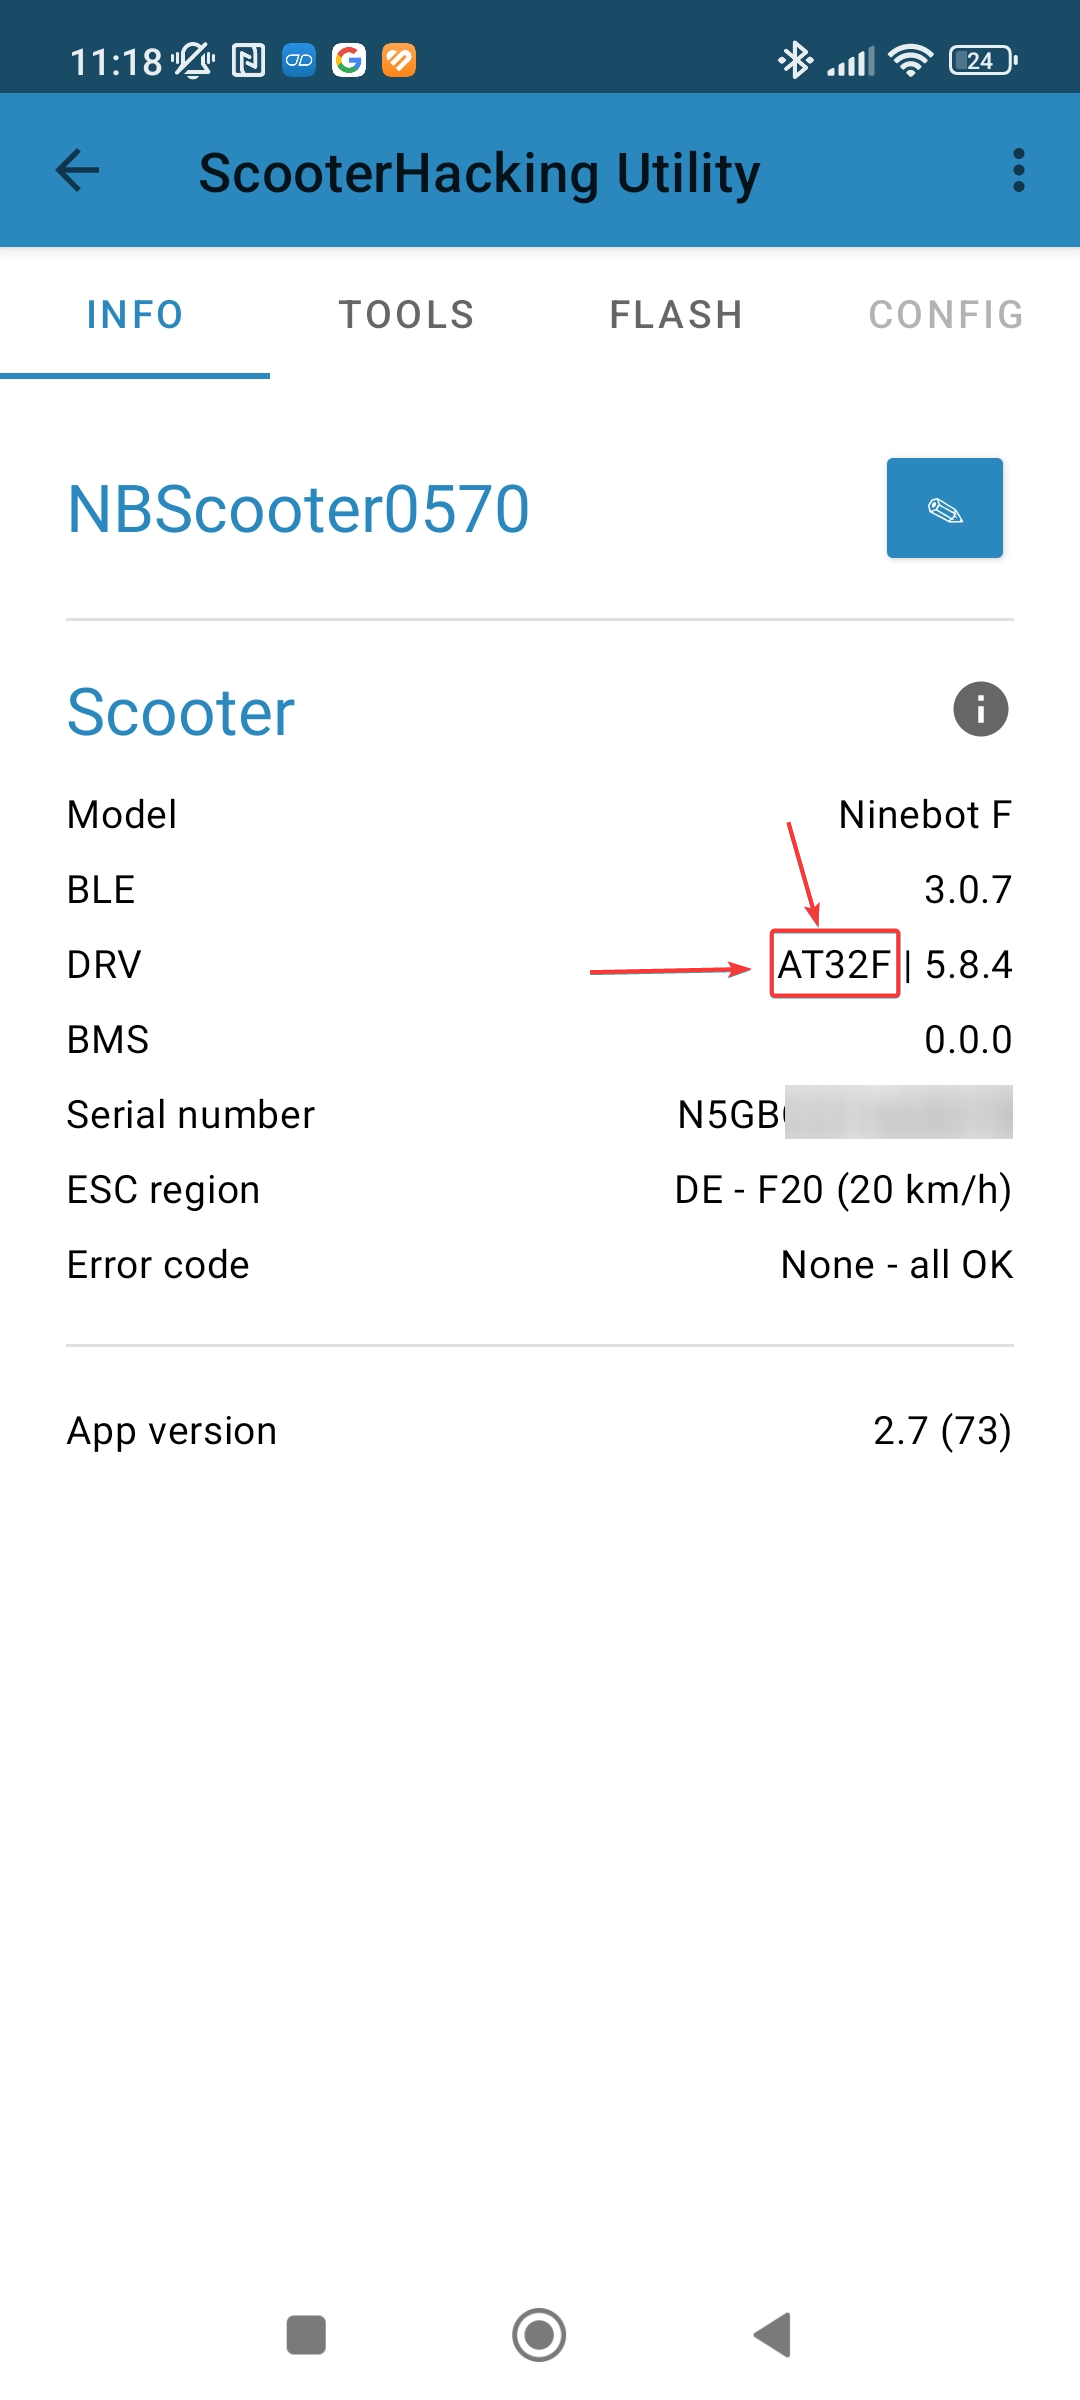 11:18 24
ScooterHacking Utility
INFO TOOLS FLASH CONFIG
NBScooter0570
Scooter
Model Ninebot F
BLE 3.0.7
DRV AT32F | 5.8.4
BMS 0.0.0
Serial number N5GB
ESC region DE - F20 (20 km/h)
Error code None - all OK
App version 2.7 (73)